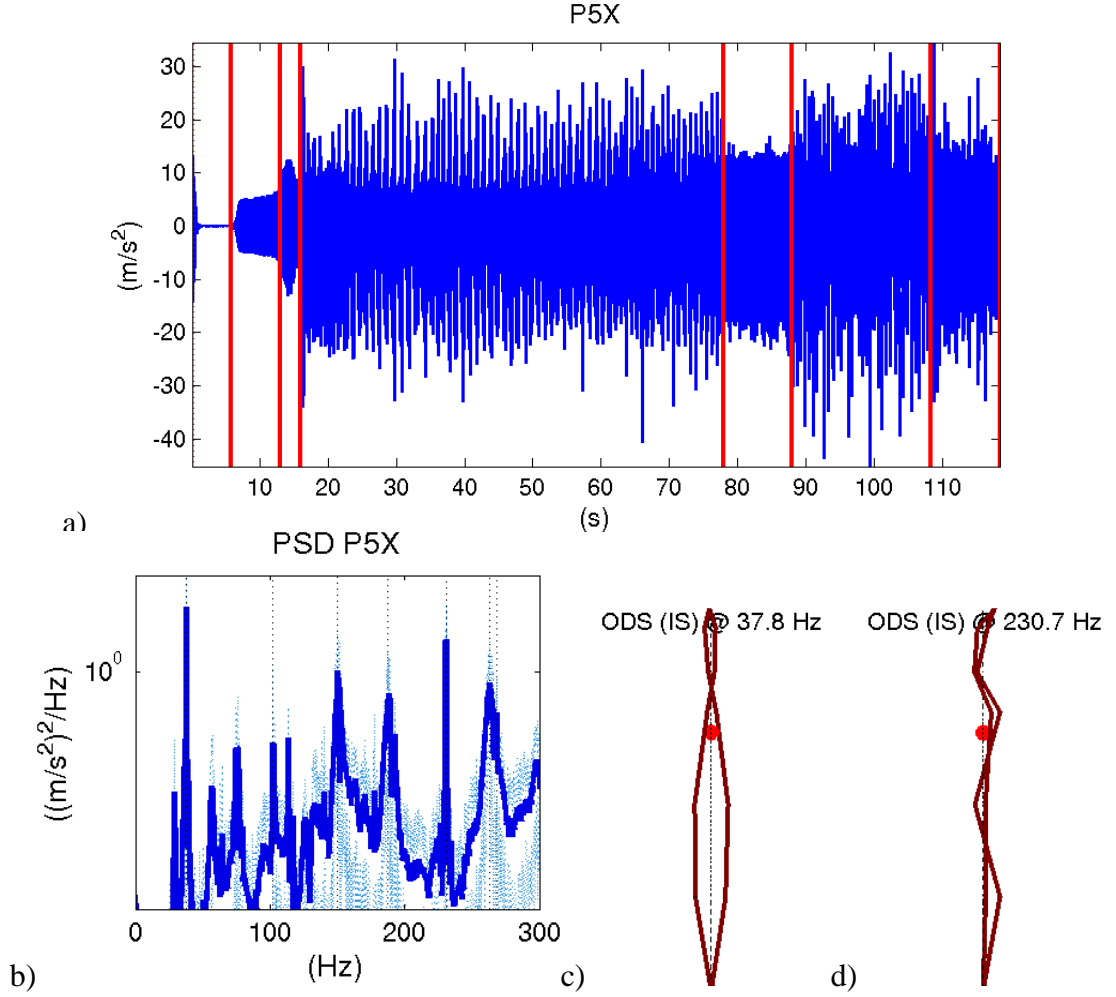 P5X
30
20
10
0
-10
-20
-30
-40
(m/s²)
10 20 30 40 50 60 70 80 90 100 110
(s)
a)
PSD P5X
10⁰
((m/s²)²/Hz)
0 100 200 300
(Hz)
b)
ODS (IS) @ 37.8 Hz
c)
ODS (IS) @ 230.7 Hz
d)